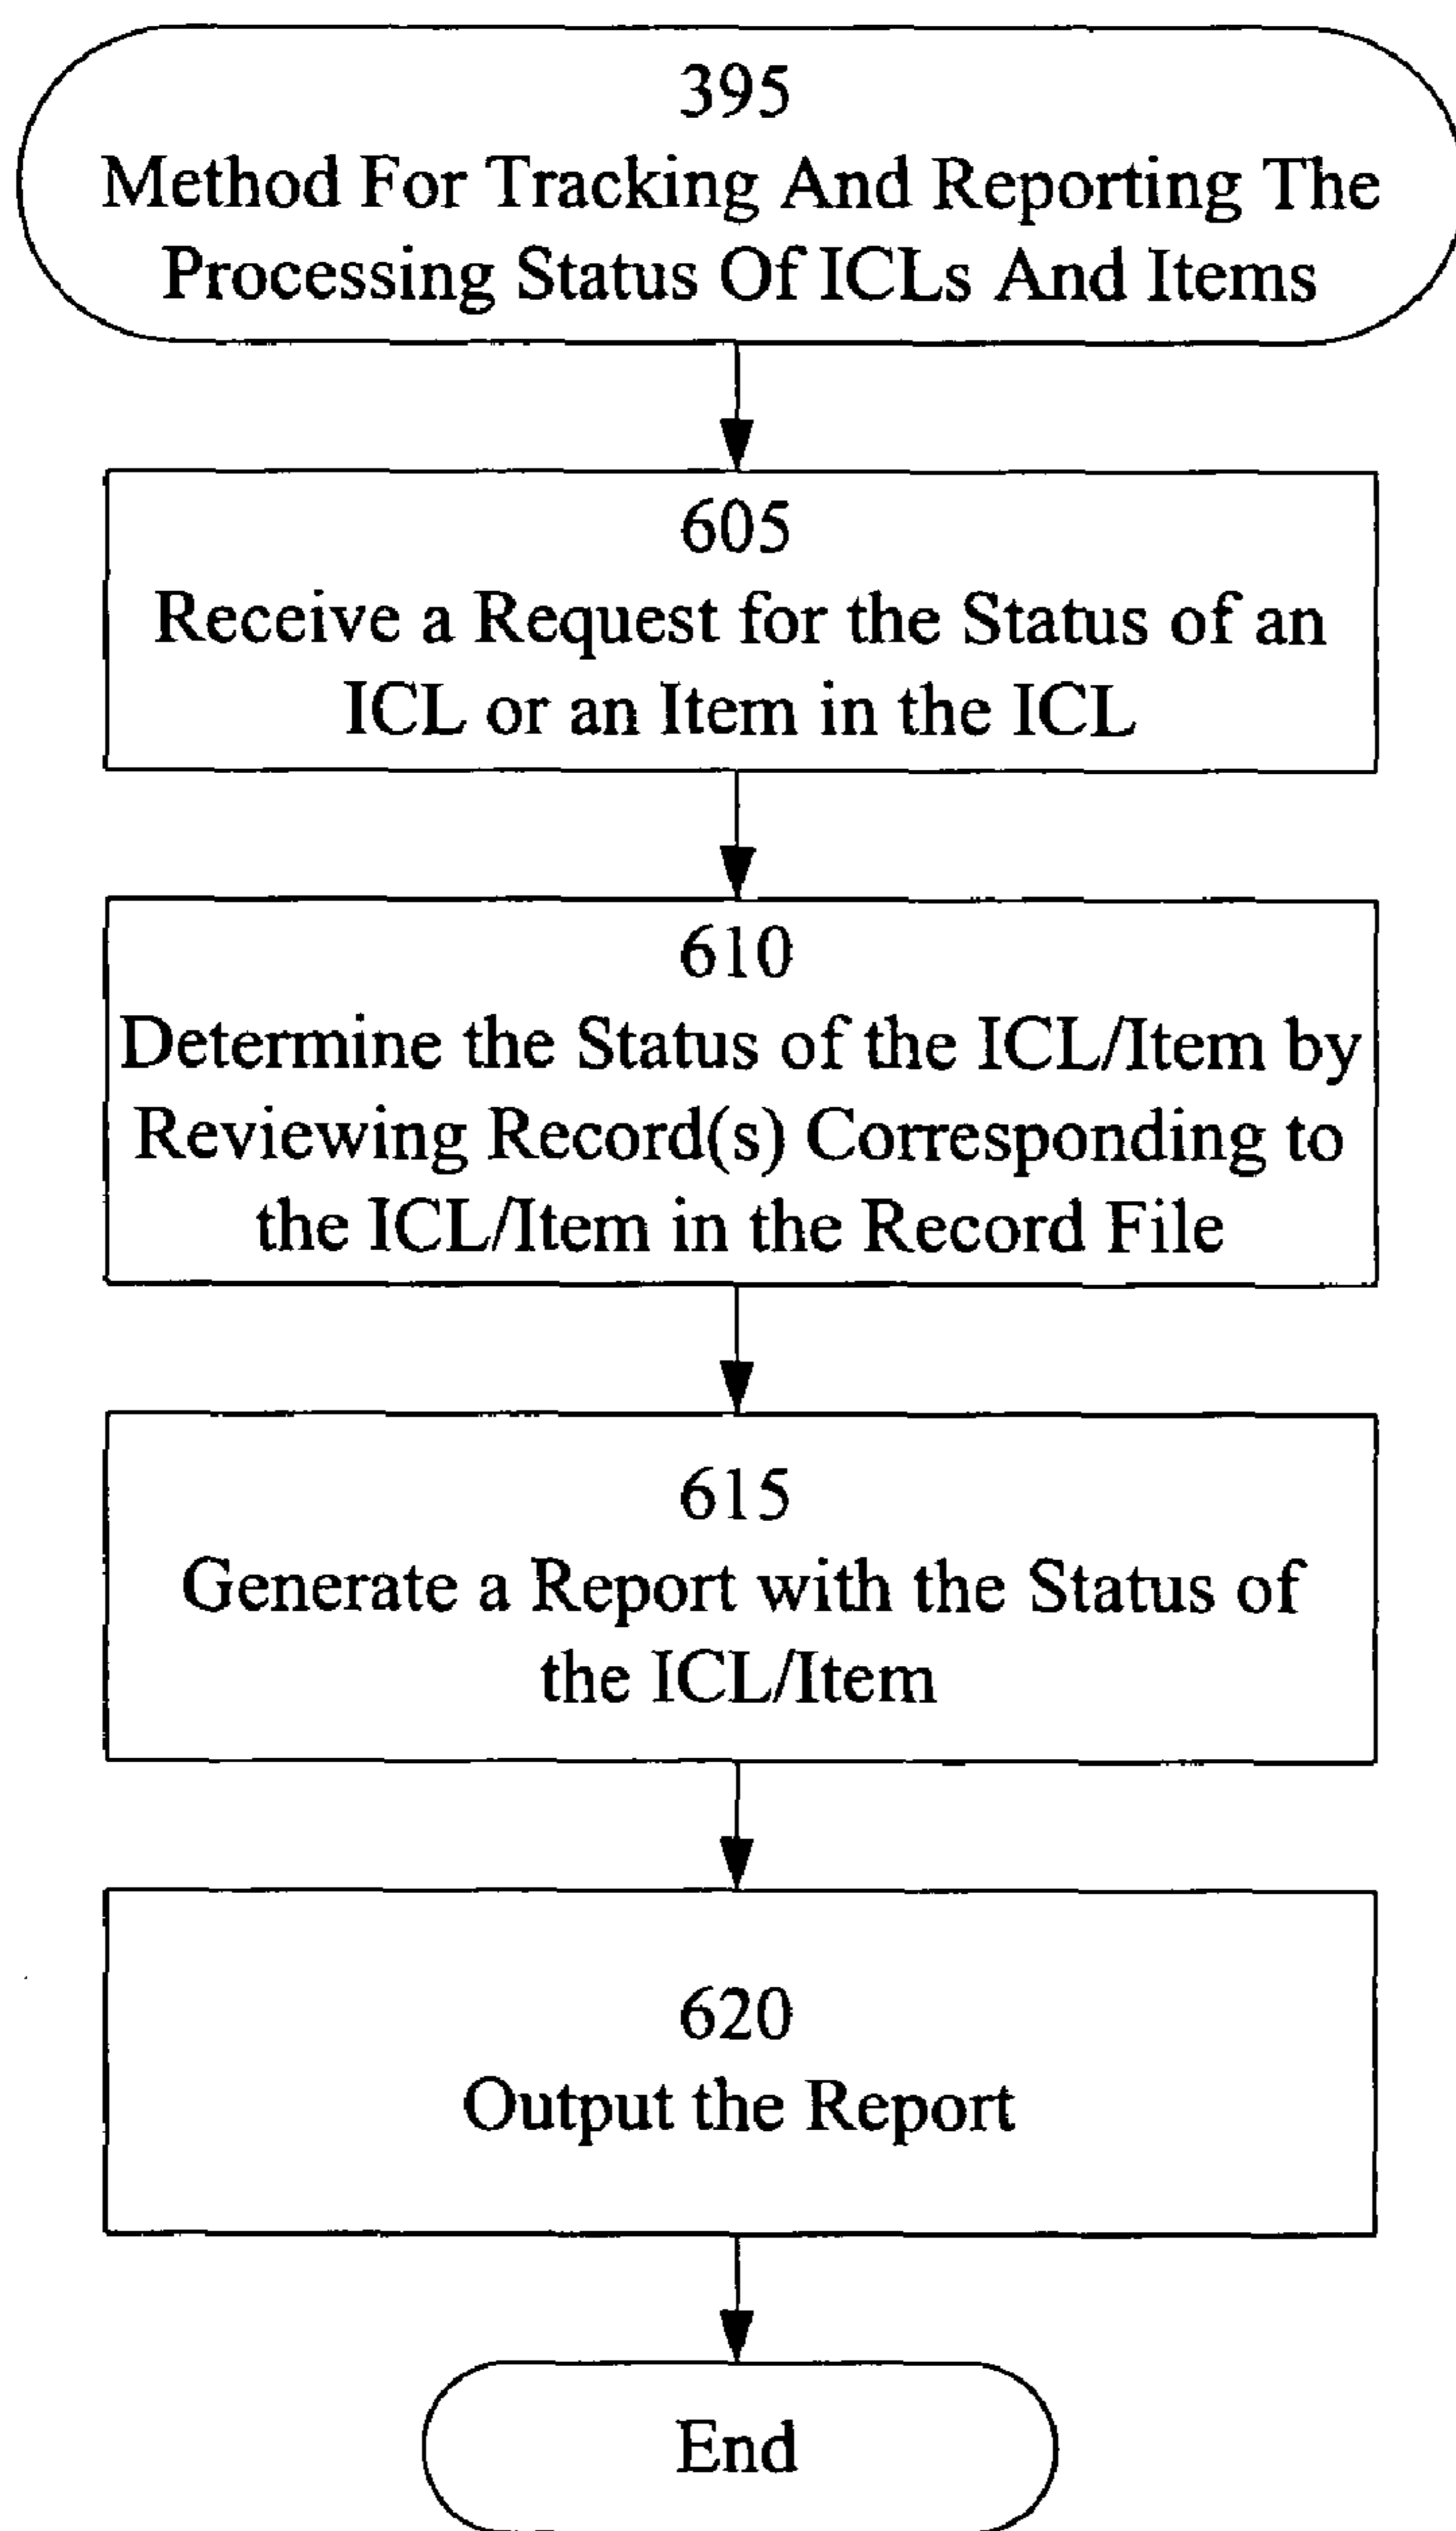 395
Method For Tracking And Reporting The
Processing Status Of ICLs And Items
605
Receive a Request for the Status of an
ICL or an Item in the ICL
610
Determine the Status of the ICL/Item by
Reviewing Record(s) Corresponding to
the ICL/Item in the Record File
615
Generate a Report with the Status of
the ICL/Item
620
Output the Report
End